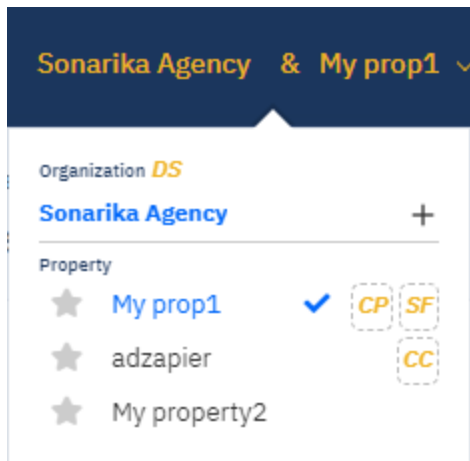 Sonarika Agency & My prop1
Organization DS
Sonarika Agency +
Property
My prop1 CP SF
adzapier CC
My property2